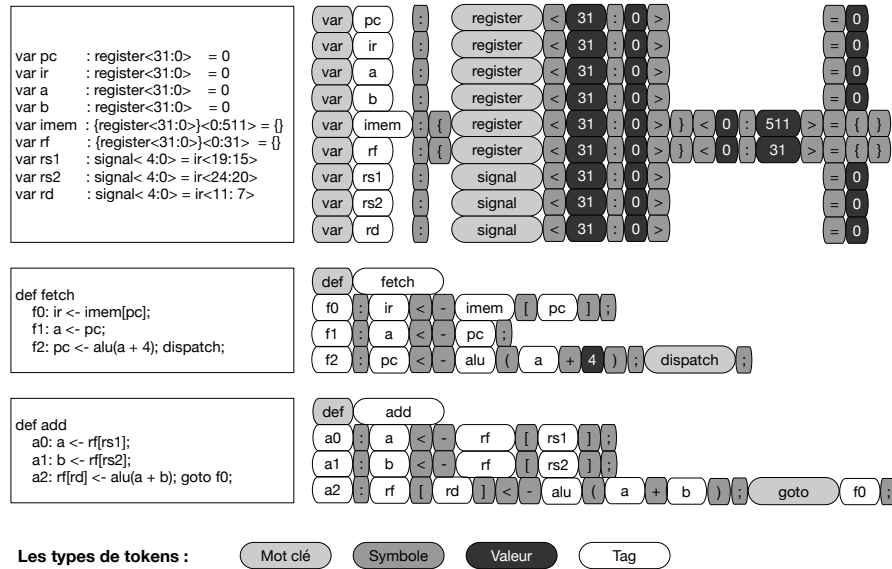 var pc : register<31:0> = 0
var ir : register<31:0> = 0
var a : register<31:0> = 0
var b : register<31:0> = 0
var imem : {register<31:0>}<0:511> = {}
var rf : {register<31:0>}<0:31> = {}
var rs1 : signal< 4:0> = ir<19:15>
var rs2 : signal< 4:0> = ir<24:20>
var rd : signal< 4:0> = ir<11: 7>
var pc : register < 31 : 0 > = 0
var ir : register < 31 : 0 > = 0
var a : register < 31 : 0 > = 0
var b : register < 31 : 0 > = 0
var imem : { register < 31 : 0 > } < 0 : 511 > = { }
var rf : { register < 31 : 0 > } < 0 : 31 > = { }
var rs1 : signal < 31 : 0 > = 0
var rs2 : signal < 31 : 0 > = 0
var rd : signal < 31 : 0 > = 0
def fetch
f0: ir <- imem[pc];
f1: a <- pc;
f2: pc <- alu(a + 4); dispatch;
def fetch
f0 : ir < - imem [ pc ] ;
f1 : a < - pc ;
f2 : pc < - alu ( a + 4 ) ; dispatch ;
def add
a0: a <- rf[rs1];
a1: b <- rf[rs2];
a2: rf[rd] <- alu(a + b); goto f0;
def add
a0 : a < - rf [ rs1 ] ;
a1 : b < - rf [ rs2 ] ;
a2 : rf [ rd ] < - alu ( a + b ) ; goto f0 ;
Les types de tokens : Mot clé Symbole Valeur Tag